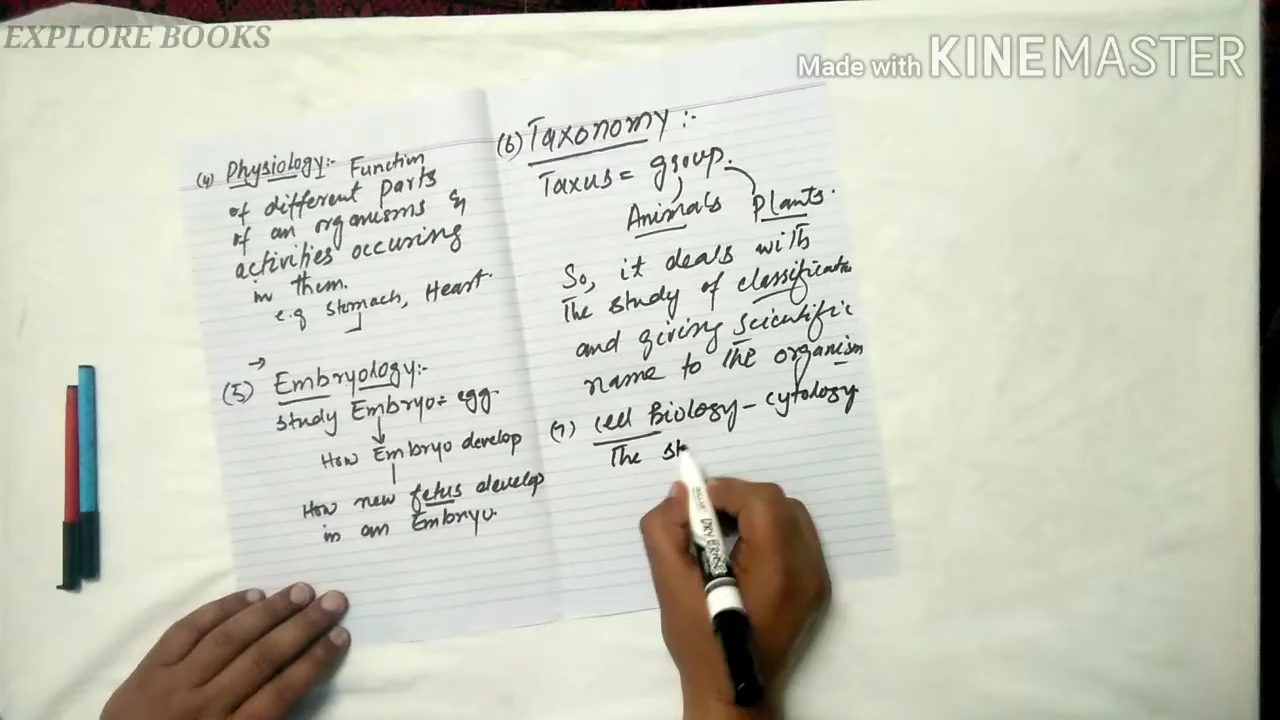 EXPLORE BOOKS
Made with KINEMASTER
(4) Physiology:- Function
of different Parts
of an organisms &
activities occuring
in them.
e.g stomach, Heart.
(5) → Embryology:-
study Embryo = egg.
How Embryo develop
How new fetus develop
in an Embryo.
(6) Taxonomy:-
Taxus = group.
Animals Plants.
So, it deals with
The study of classification
and giving Scientific
name to the organism
(7) Cell Biology - cytology
The st
DRY ERASE